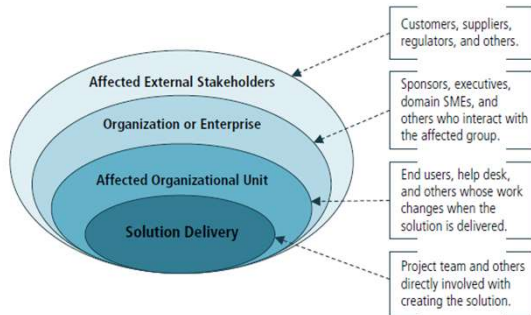 Customers, suppliers,
regulators, and others.
Affected External Stakeholders
Sponsors, executives,
domain SMEs, and
others who interact with
the affected group.
Organization or Enterprise
Affected Organizational Unit
End users, help desk,
and others whose work
changes when the
solution is delivered.
Solution Delivery
Project team and others
directly involved with
creating the solution.